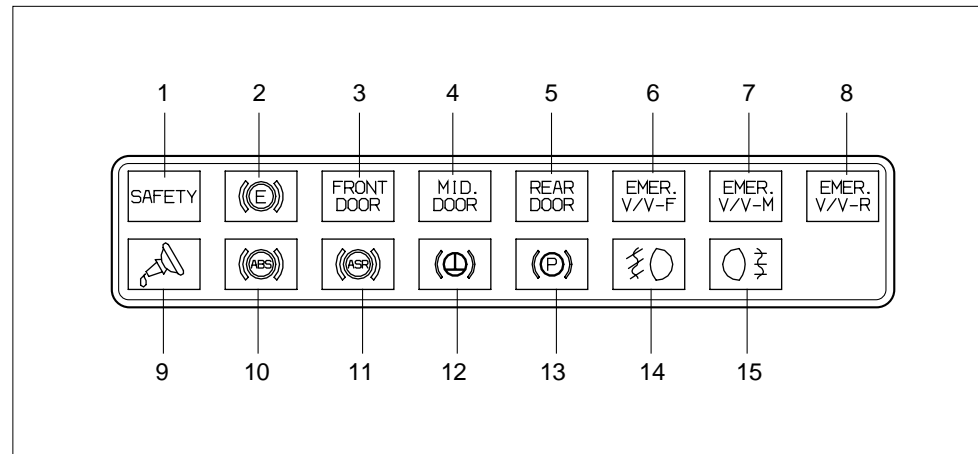 1 2 3 4 5 6 7 8
SAFETY
E
FRONT
DOOR
MID.
DOOR
REAR
DOOR
EMER.
V/V-F
EMER.
V/V-M
EMER.
V/V-R
ABS
ASR
P
9 10 11 12 13 14 15